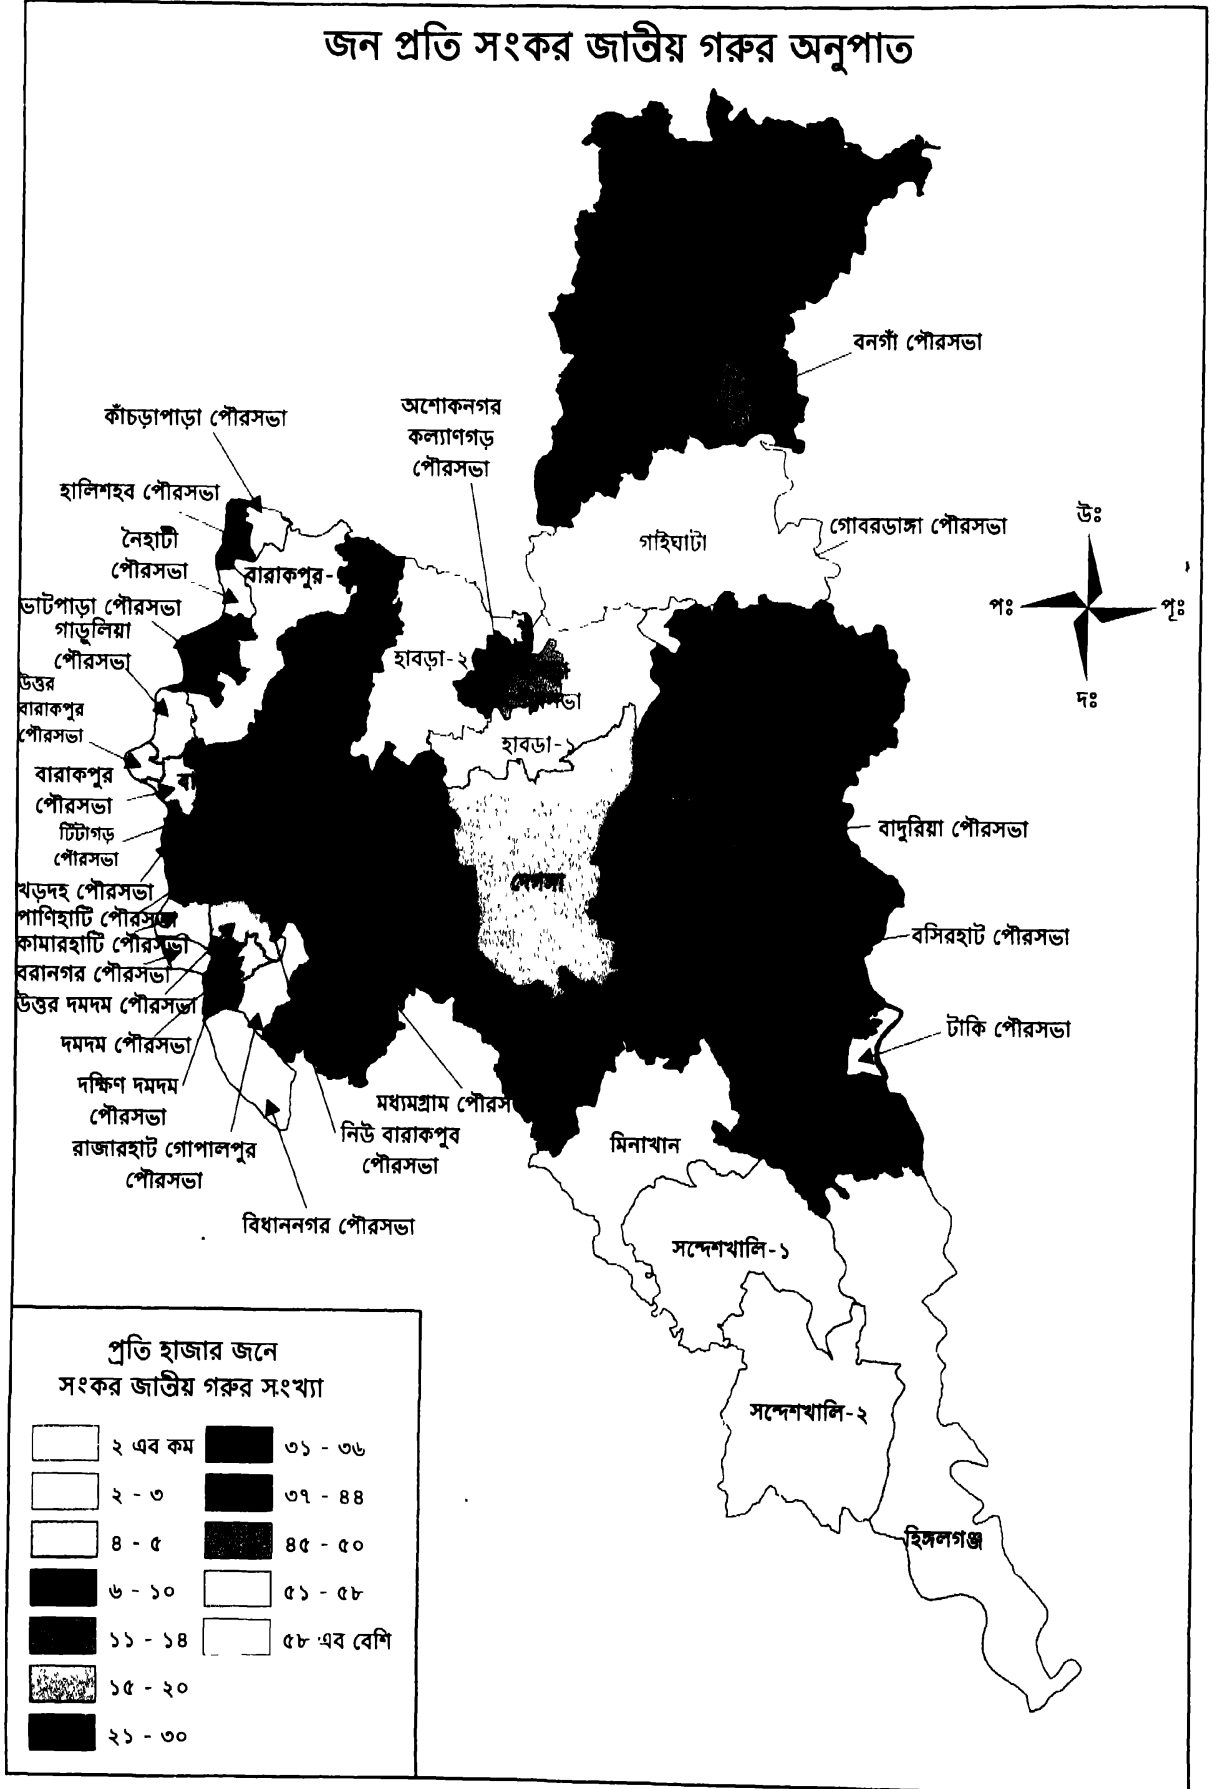 জন প্রতি সংকর জাতীয় গরুর অনুপাত
বনগাঁ পৌরসভা
অশোকনগর
কল্যাণগড়
পৌরসভা
কাঁচড়াপাড়া পৌরসভা
হালিশহব পৌরসভা
নৈহাটী
পৌরসভা
বারাকপুর-
গাইঘাটা
গোবরডাঙ্গা পৌরসভা
উঃ
পঃ
পূঃ
দঃ
ভাটপাড়া পৌরসভা
গাড়ুলিয়া
পৌরসভা
হাবড়া-২
উত্তর
বারাকপুর
পৌরসভা
হাবড়া-১
বারাকপুর
পৌরসভা
টিটাগড়
পৌরসভা
বাদুরিয়া পৌরসভা
দেগঙ্গা
খড়দহ পৌরসভা
পাণিহাটি পৌরসভা
কামারহাটি পৌরসভা
বরানগর পৌরসভা
উত্তর দমদম পৌরসভা
বসিরহাট পৌরসভা
দমদম পৌরসভা
টাকি পৌরসভা
দক্ষিণ দমদম
পৌরসভা
মধ্যমগ্রাম পৌরস
রাজারহাট গোপালপুর
পৌরসভা
নিউ বারাকপুব
পৌরসভা
মিনাখান
বিধাননগর পৌরসভা
সন্দেশখালি-১
সন্দেশখালি-২
হিঙ্গলগঞ্জ
প্রতি হাজার জনে
সংকর জাতীয় গরুর সংখ্যা
২ এব কম
২ - ৩
৪ - ৫
৬ - ১০
১১ - ১৪
১৫ - ২০
২১ - ৩০
৩১ - ৩৬
৩৭ - ৪৪
৪৫ - ৫০
৫১ - ৫৮
৫৮ এব বেশি